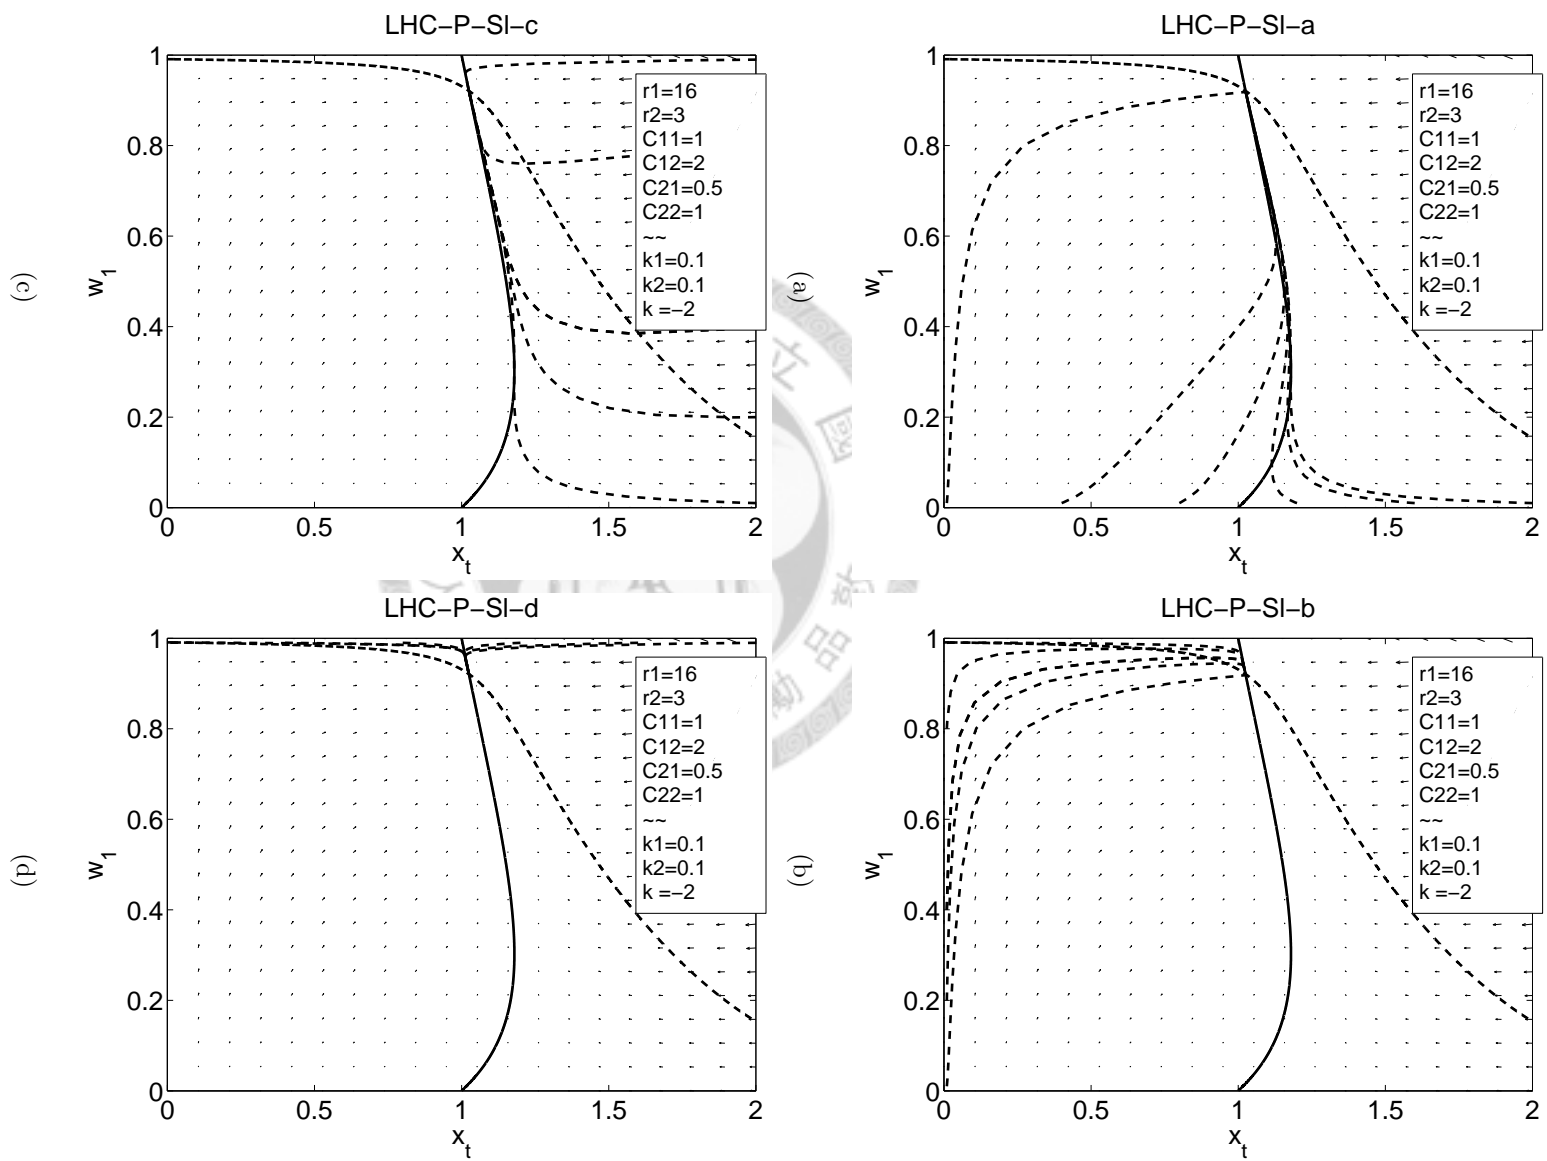 LHC−P−SI−c
r1=16
r2=3
C11=1
C12=2
C21=0.5
C22=1
~~
k1=0.1
k2=0.1
k =−2
1
0.8
0.6
0.4
0.2
0
0 0.5 1 1.5 2
w1
xt
(c)
LHC−P−SI−a
r1=16
r2=3
C11=1
C12=2
C21=0.5
C22=1
~~
k1=0.1
k2=0.1
k =−2
1
0.8
0.6
0.4
0.2
0
0 0.5 1 1.5 2
w1
xt
(a)
立
國
LHC−P−SI−d
r1=16
r2=3
C11=1
C12=2
C21=0.5
C22=1
~~
k1=0.1
k2=0.1
k =−2
1
0.8
0.6
0.4
0.2
0
0 0.5 1 1.5 2
w1
xt
(d)
LHC−P−SI−b
r1=16
r2=3
C11=1
C12=2
C21=0.5
C22=1
~~
k1=0.1
k2=0.1
k =−2
1
0.8
0.6
0.4
0.2
0
0 0.5 1 1.5 2
w1
xt
(b)
品
勵